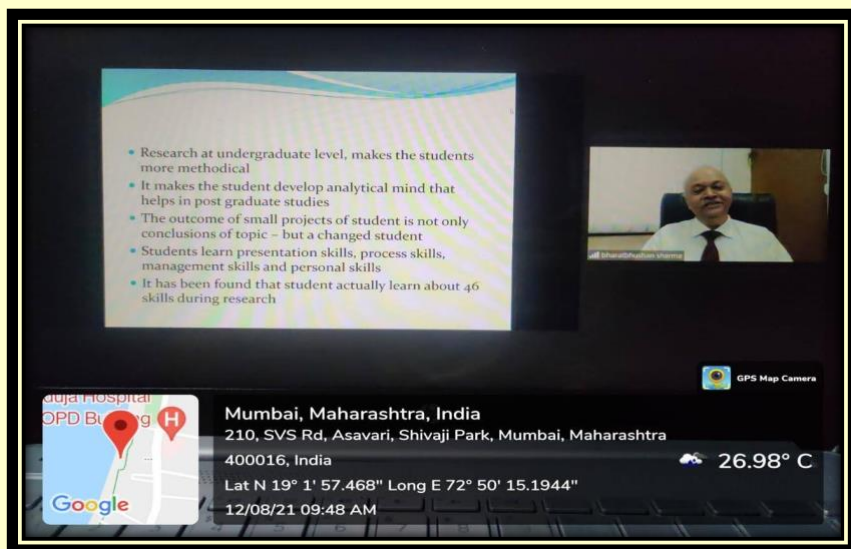 • Research at undergraduate level, makes the students
more methodical
• It makes the student develop analytical mind that
helps in post graduate studies
• The outcome of small projects of student is not only
conclusions of topic – but a changed student
• Students learn presentation skills, process skills,
management skills and personal skills
• It has been found that student actually learn about 46
skills during research
bharatbhushan sharma
GPS Map Camera
duja Hospital
OPD Bu g H
Google
Mumbai, Maharashtra, India
210, SVS Rd, Asavari, Shivaji Park, Mumbai, Maharashtra
400016, India
26.98° C
Lat N 19° 1' 57.468" Long E 72° 50' 15.1944"
12/08/21 09:48 AM